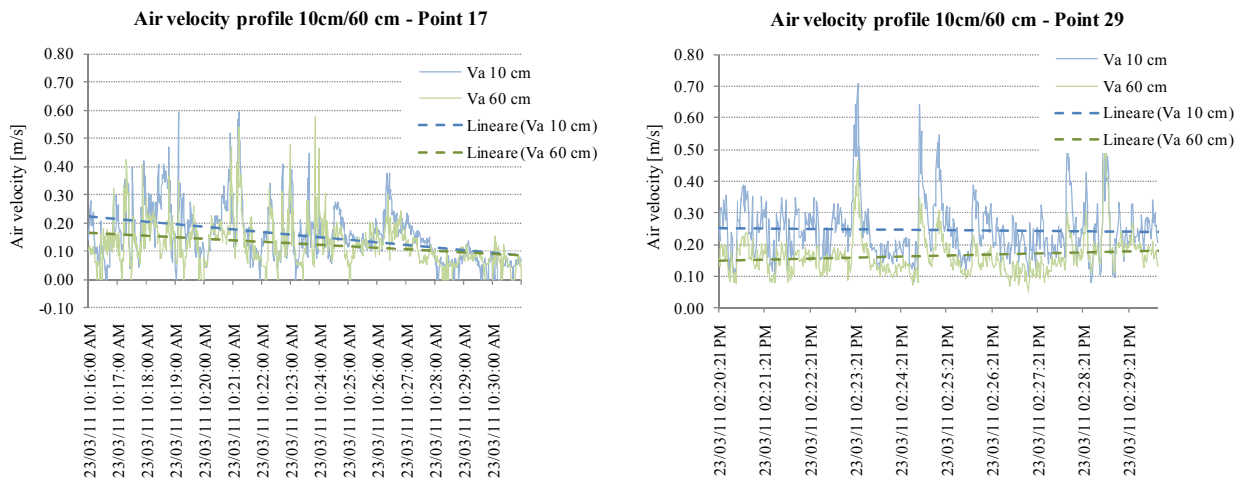 Air velocity profile 10cm/60 cm - Point 17
Air velocity [m/s]
0.80
0.70
0.60
0.50
0.40
0.30
0.20
0.10
0.00
-0.10
Va 10 cm
Va 60 cm
Lineare (Va 10 cm)
Lineare (Va 60 cm)
23/03/11 10:16:00 AM
23/03/11 10:17:00 AM
23/03/11 10:18:00 AM
23/03/11 10:19:00 AM
23/03/11 10:20:00 AM
23/03/11 10:21:00 AM
23/03/11 10:22:00 AM
23/03/11 10:23:00 AM
23/03/11 10:24:00 AM
23/03/11 10:25:00 AM
23/03/11 10:26:00 AM
23/03/11 10:27:00 AM
23/03/11 10:28:00 AM
23/03/11 10:29:00 AM
23/03/11 10:30:00 AM
Air velocity profile 10cm/60 cm - Point 29
Air velocity [m/s]
0.80
0.70
0.60
0.50
0.40
0.30
0.20
0.10
0.00
Va 10 cm
Va 60 cm
Lineare (Va 10 cm)
Lineare (Va 60 cm)
23/03/11 02:20:21 PM
23/03/11 02:21:21 PM
23/03/11 02:22:21 PM
23/03/11 02:23:21 PM
23/03/11 02:24:21 PM
23/03/11 02:25:21 PM
23/03/11 02:26:21 PM
23/03/11 02:27:21 PM
23/03/11 02:28:21 PM
23/03/11 02:29:21 PM